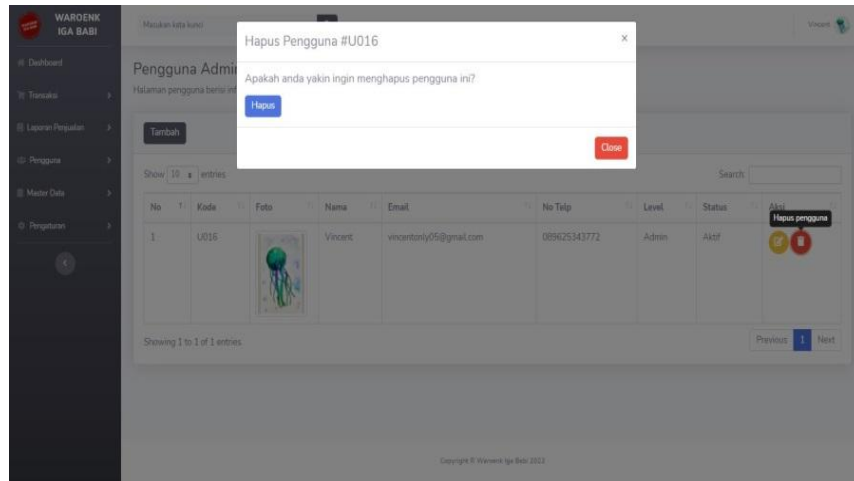 WAROENK
IGA BABI
Masukan kata kunci
Vincent
Hapus Pengguna #U016
x
Apakah anda yakin ingin menghapus pengguna ini?
Hapus
Close
Dashboard
Transaksi
Laporan Penjualan
Pengguna
Master Data
Pengaturan
Pengguna Admi
Halaman pengguna berisi inf
Tambah
Show 10 entries
Search:
No Kode Foto Nama Email No Telp Level Status Aksi
Hapus pengguna
1 U016 Vincent 089625343772 Admin Aktif
Showing 1 to 1 of 1 entries
Previous 1 Next
Copyright © Waroenk Iga Babi 2023